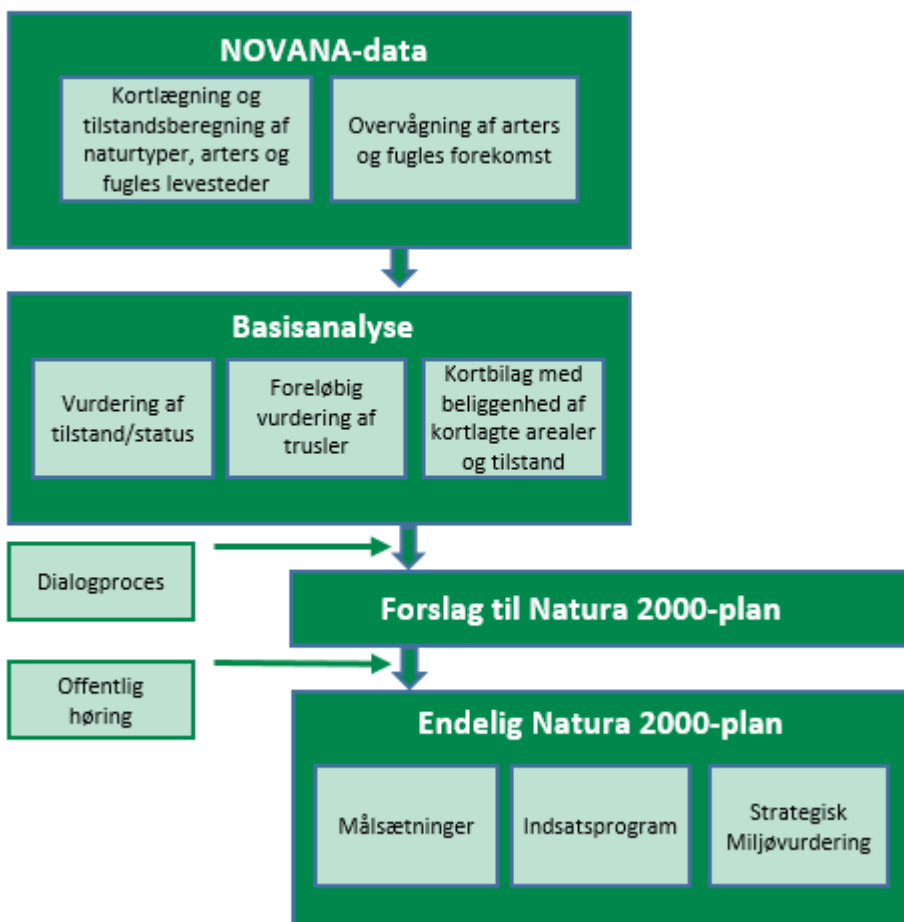 NOVANA-data
Kortlægning og
tilstandsberegning af
naturtyper, arters og
fugles levesteder
Overvågning af arters
og fugles forekomst
Basisanalyse
Vurdering af
tilstand/status
Foreløbig
vurdering af
trusler
Kortbilag med
beliggenhed af
kortlagte arealer
og tilstand
Dialogproces
Forslag til Natura 2000-plan
Offentlig
høring
Endelig Natura 2000-plan
Målsætninger
Indsatsprogram
Strategisk
Miljøvurdering